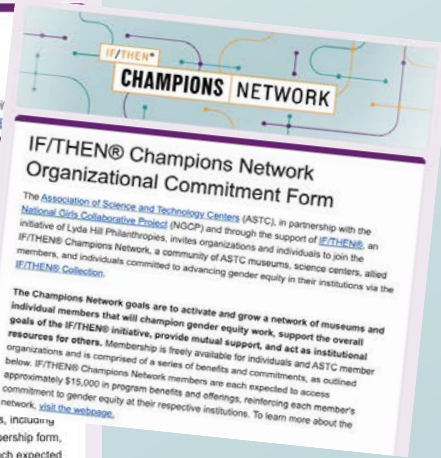 IF/THEN®
CHAMPIONS NETWORK
IF/THEN® Champions Network
Organizational Commitment Form
The Association of Science and Technology Centers (ASTC), in partnership with the
National Girls Collaborative Project (NGCP) and through the support of IF/THEN®, an
initiative of Lyda Hill Philanthropies, invites organizations and individuals to join the
IF/THEN® Champions Network, a community of ASTC museums, science centers, allied
members, and individuals committed to advancing gender equity in their institutions via the
IF/THEN® Collection.
The Champions Network goals are to activate and grow a network of museums and
individual members that will champion gender equity work, support the overall
goals of the IF/THEN® initiative, provide mutual support, and act as institutional
resources for others. Membership is freely available for individuals and ASTC member
organizations and is comprised of a series of benefits and commitments, as outlined
below. IF/THEN® Champions Network members are each expected to access
approximately $15,000 in program benefits and offerings, reinforcing each member's
commitment to gender equity at their respective institutions. To learn more about the
network, visit the webpage.
s, including
ership form,
ch expected